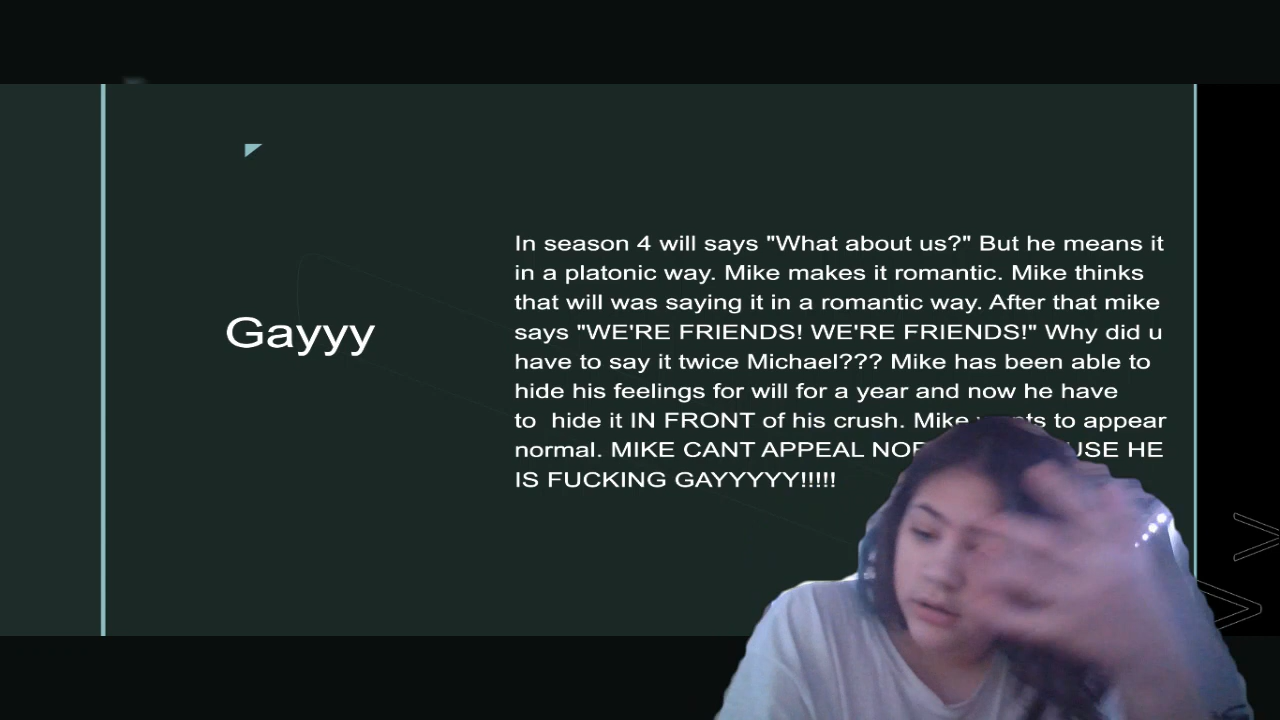 Gayyy
In season 4 will says "What about us?" But he means it
in a platonic way. Mike makes it romantic. Mike thinks
that will was saying it in a romantic way. After that mike
says "WE'RE FRIENDS! WE'RE FRIENDS!" Why did u
have to say it twice Michael??? Mike has been able to
hide his feelings for will for a year and now he have
to  hide it IN FRONT of his crush. Mike to appear
normal. MIKE CANT APPEAL HE
IS FUCKING GAYYYYY!!!!!